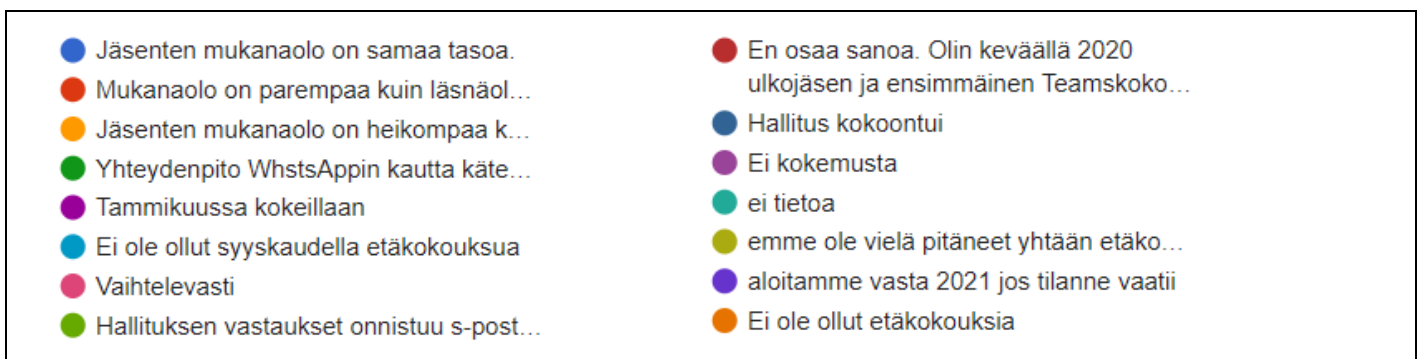 Jäsenten mukanaolo on samaa tasoa.
Mukanaolo on parempaa kuin läsnäol...
Jäsenten mukanaolo on heikompaa k...
Yhteydenpito WhstsAppin kautta käte...
Tammikuussa kokeillaan
Ei ole ollut syyskaudella etäkokouksua
Vaihtelevasti
Hallituksen vastaukset onnistuu s-post...
En osaa sanoa. Olin keväällä 2020
ulkojäsen ja ensimmäinen Teamskoko...
Hallitus kokoontui
Ei kokemusta
ei tietoa
emme ole vielä pitäneet yhtään etäko...
aloitamme vasta 2021 jos tilanne vaatii
Ei ole ollut etäkokouksia